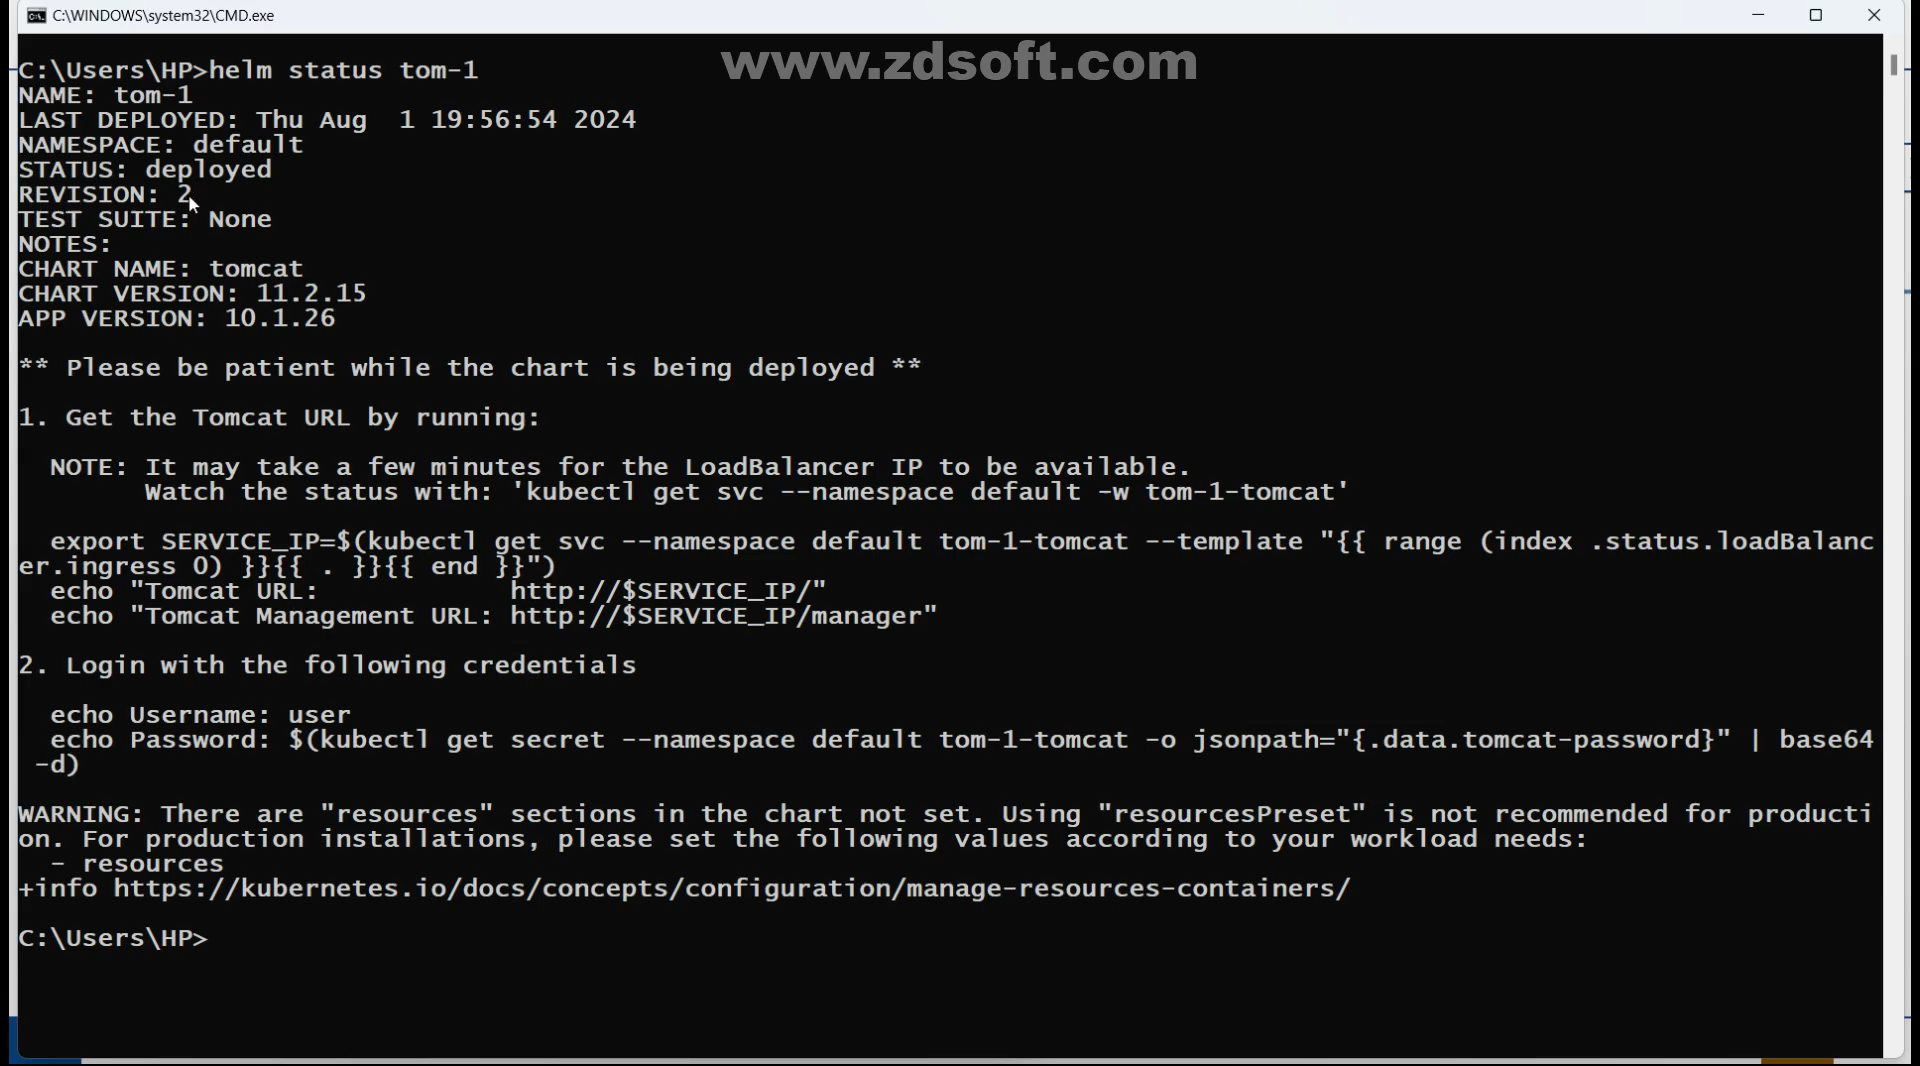 C:\WINDOWS\system32\CMD.exe
www.zdsoft.com
C:\Users\HP>helm status tom-1
NAME: tom-1
LAST DEPLOYED: Thu Aug  1 19:56:54 2024
NAMESPACE: default
STATUS: deployed
REVISION: 2
TEST SUITE: None
NOTES:
CHART NAME: tomcat
CHART VERSION: 11.2.15
APP VERSION: 10.1.26
** Please be patient while the chart is being deployed **
1. Get the Tomcat URL by running:
NOTE: It may take a few minutes for the LoadBalancer IP to be available.
Watch the status with: 'kubectl get svc --namespace default -w tom-1-tomcat'
export SERVICE_IP=$(kubectl get svc --namespace default tom-1-tomcat --template "{{ range (index .status.loadBalanc
er.ingress 0) }}{{ . }}{{ end }}")
echo "Tomcat URL:            http://$SERVICE_IP/"
echo "Tomcat Management URL: http://$SERVICE_IP/manager"
2. Login with the following credentials
echo Username: user
echo Password: $(kubectl get secret --namespace default tom-1-tomcat -o jsonpath="{.data.tomcat-password}" | base64
-d)
WARNING: There are "resources" sections in the chart not set. Using "resourcesPreset" is not recommended for producti
on. For production installations, please set the following values according to your workload needs:
- resources
+info https://kubernetes.io/docs/concepts/configuration/manage-resources-containers/
C:\Users\HP>